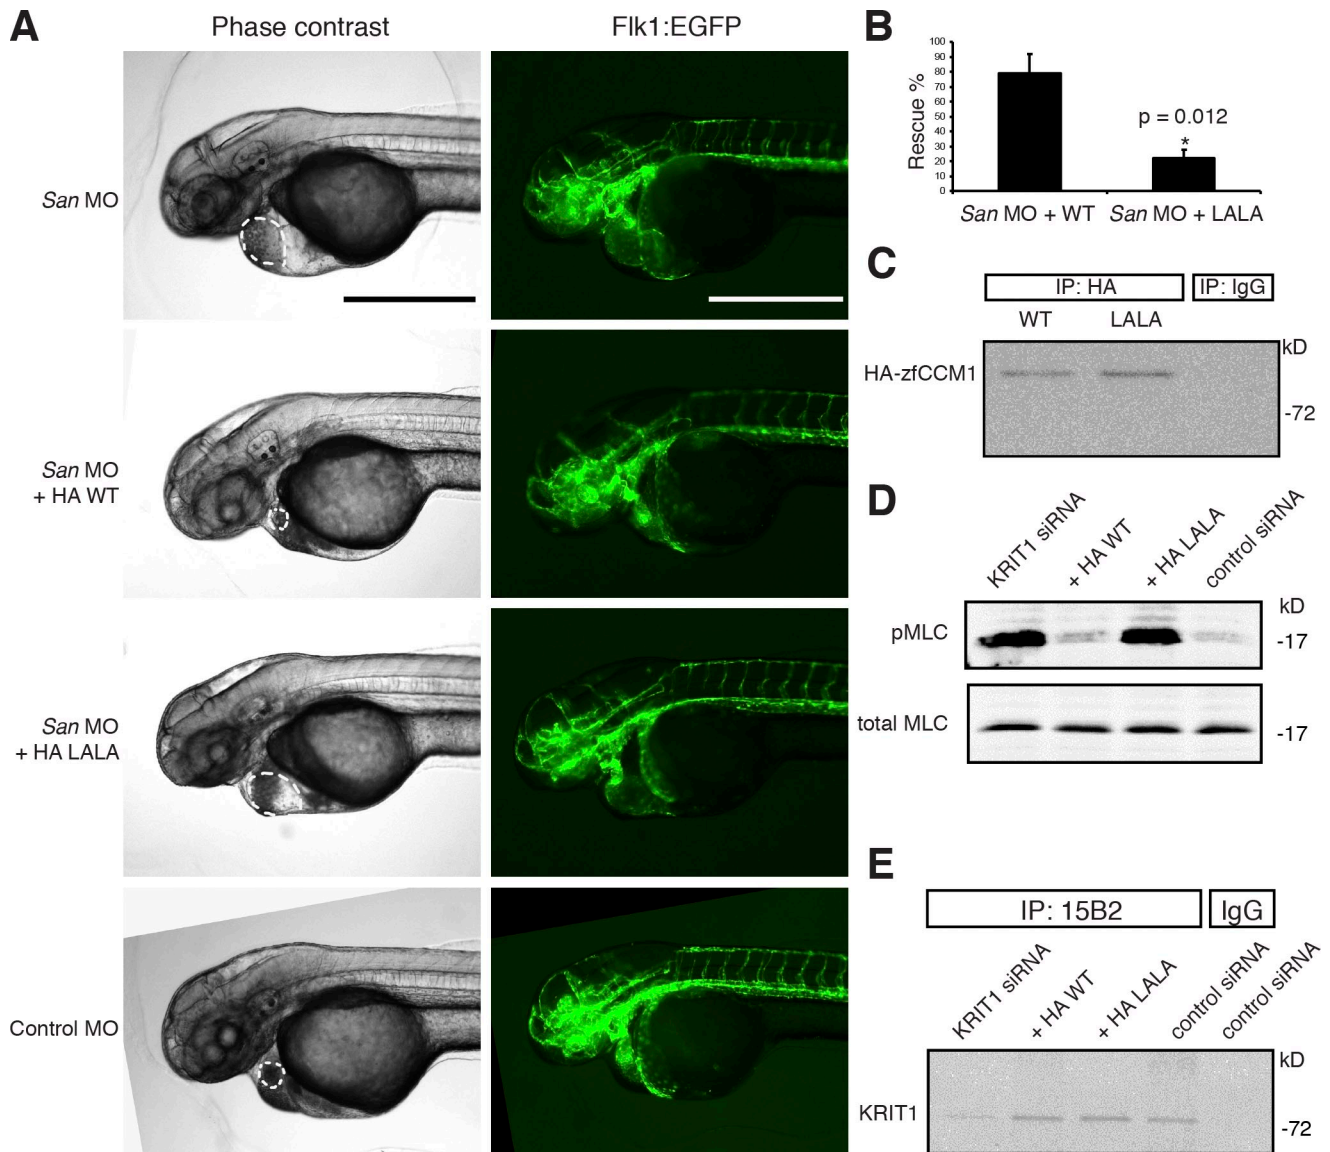 A
Phase contrast
Flk1:EGFP
San MO
San MO
+ HA WT
San MO
+ HA LALA
Control MO
B
Rescue %
100
90
80
70
60
50
40
30
20
10
0
p = 0.012
*
San MO + WT
San MO + LALA
C
IP: HA
IP: IgG
WT
LALA
kD
HA-zfCCM1
-72
D
KRIT1 siRNA
+ HA WT
+ HA LALA
control siRNA
kD
pMLC
-17
total MLC
-17
E
IP: 15B2
IgG
KRIT1 siRNA
+ HA WT
+ HA LALA
control siRNA
control siRNA
kD
KRIT1
-72